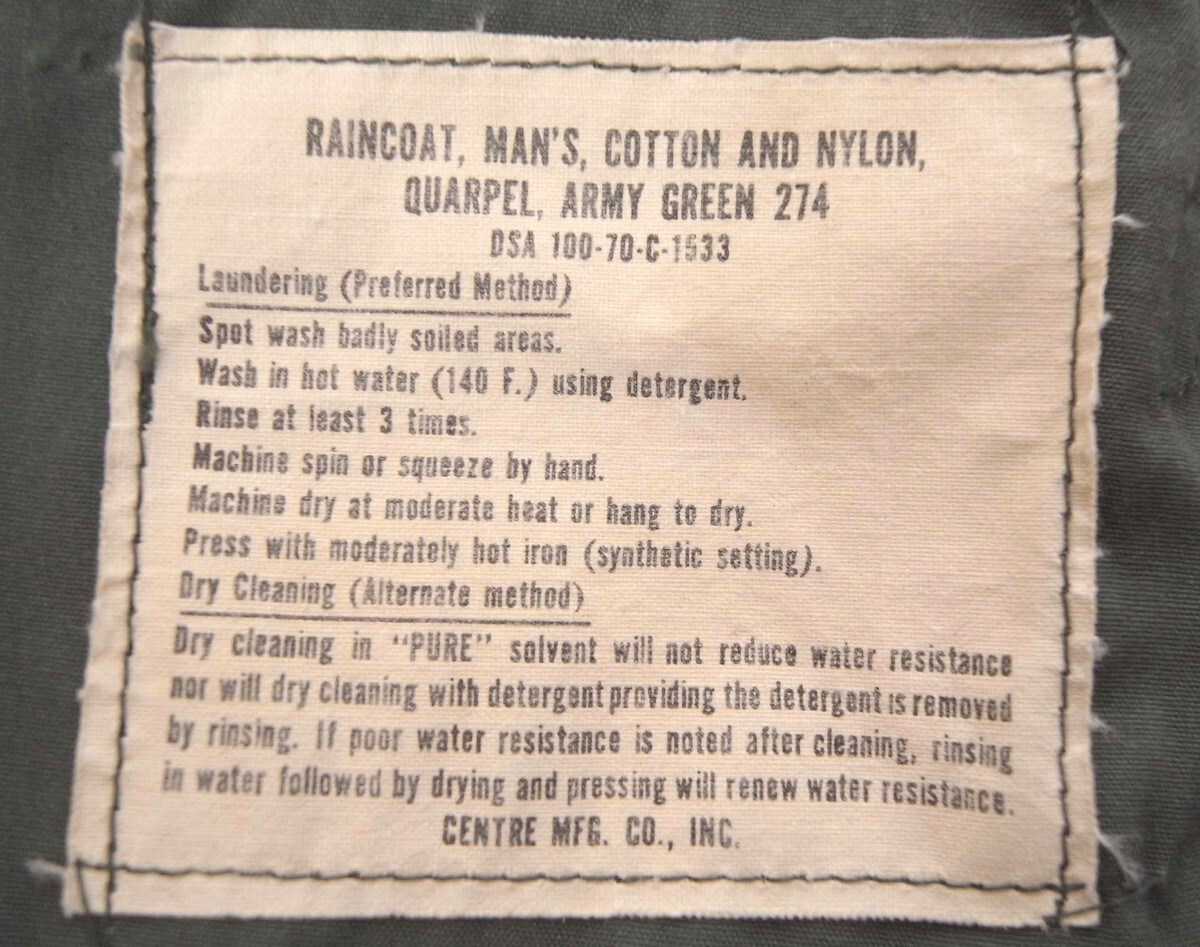 RAINCOAT, MAN'S, COTTON AND NYLON,
QUARPEL, ARMY GREEN 274
DSA 100-70-C-1533
Laundering (Preferred Method)
Spot wash badly soiled areas.
Wash in hot water (140 F.) using detergent.
Rinse at least 3 times.
Machine spin or squeeze by hand.
Machine dry at moderate heat or hang to dry.
Press with moderately hot iron (synthetic setting).
Dry Cleaning (Alternate method)
Dry cleaning in "PURE" solvent will not reduce water resistance
nor will dry cleaning with detergent providing the detergent is removed
by rinsing. If poor water resistance is noted after cleaning, rinsing
in water followed by drying and pressing will renew water resistance.
CENTRE MFG. CO., INC.